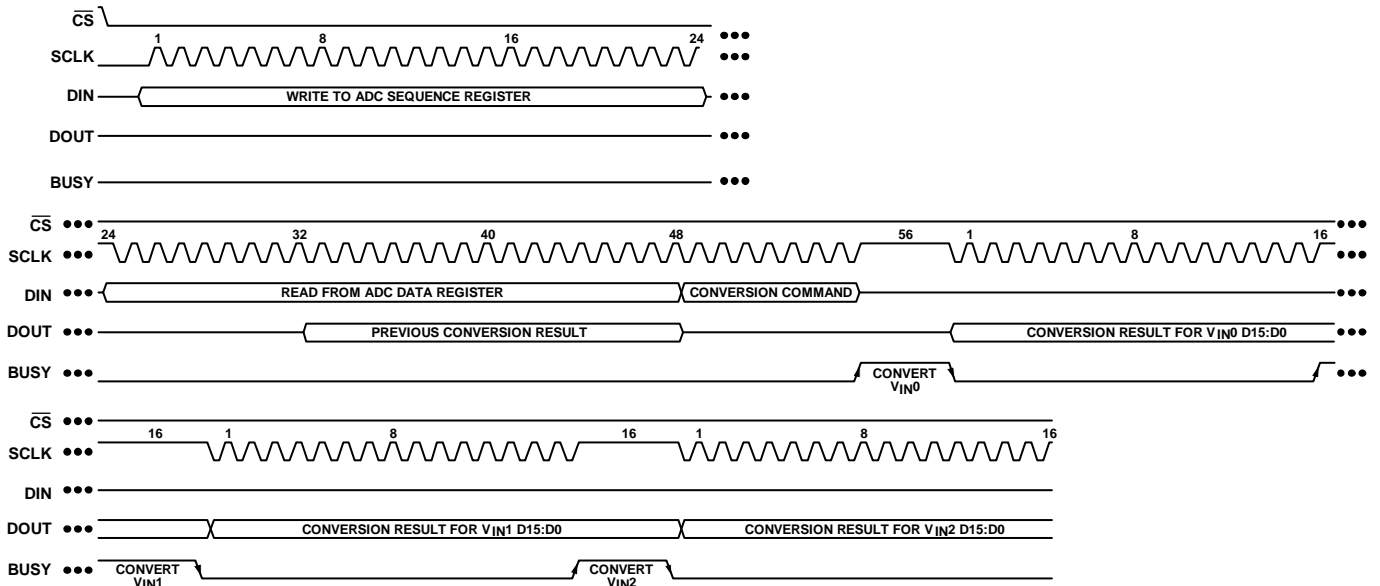 CS
1 8 16 24
SCLK
DIN WRITE TO ADC SEQUENCE REGISTER
DOUT
BUSY
CS
24 32 40 48 56 1 8 16
SCLK
DIN READ FROM ADC DATA REGISTER CONVERSION COMMAND
DOUT PREVIOUS CONVERSION RESULT CONVERSION RESULT FOR VIN0 D15:D0
BUSY CONVERT
VIN0
CS
16 1 8 16 1 8 16
SCLK
DIN
DOUT CONVERSION RESULT FOR VIN1 D15:D0 CONVERSION RESULT FOR VIN2 D15:D0
BUSY CONVERT CONVERT
VIN1 VIN2